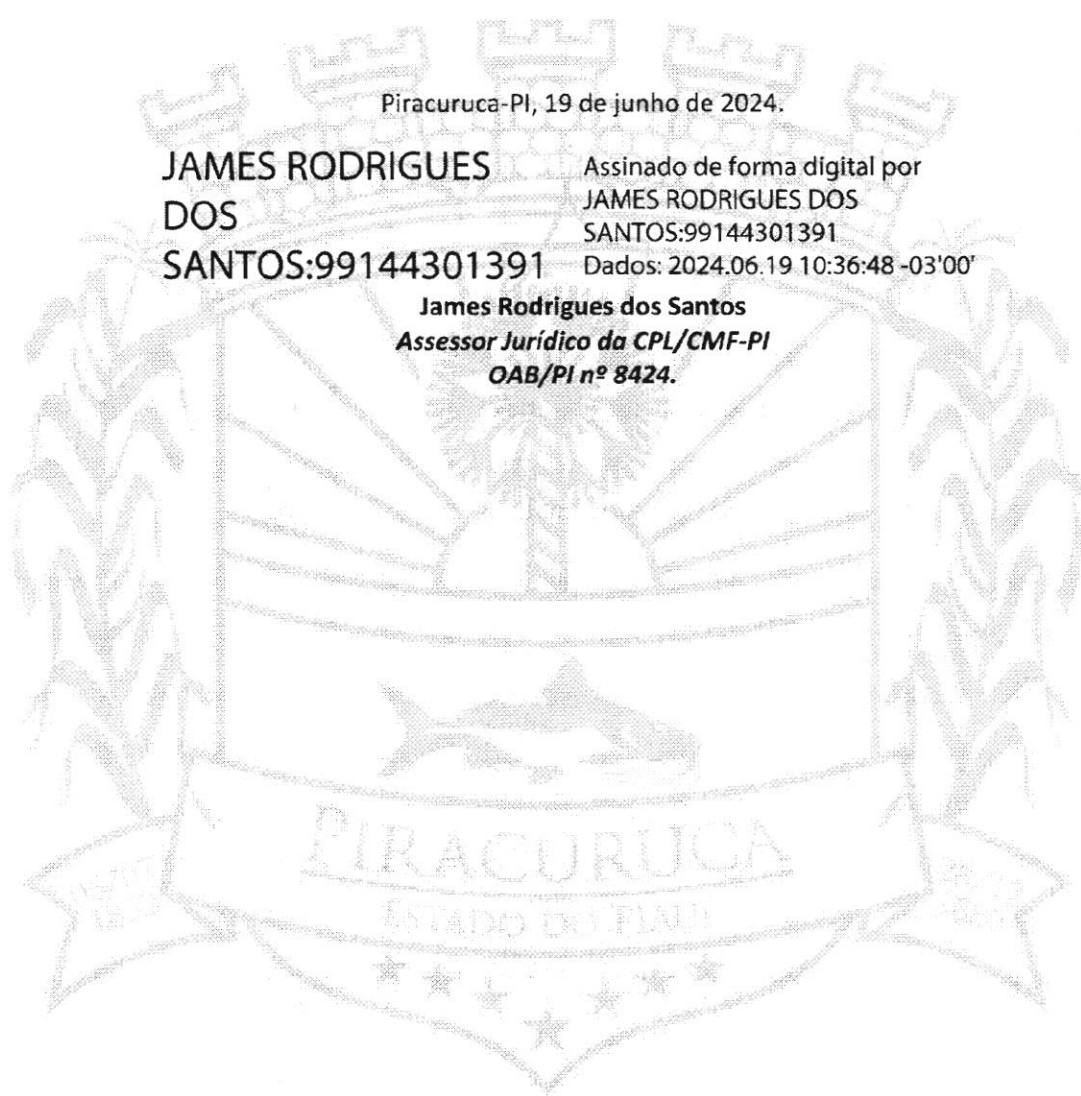 Piracuruca-PI, 19 de junho de 2024.
JAMES RODRIGUES
DOS
SANTOS:99144301391
Assinado de forma digital por
JAMES RODRIGUES DOS
SANTOS:99144301391
Dados: 2024.06.19 10:36:48 -03'00'
James Rodrigues dos Santos
Assessor Jurídico da CPL/CMF-PI
OAB/PI nº 8424.
PIRACURUCA
ESTADO DO PIAUÍ